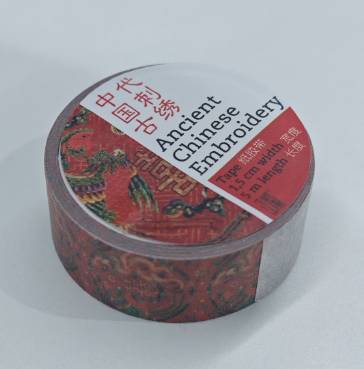 中国古
代刺绣
Ancient
Chinese
Embroidery
Tape 纸胶带
1.5 cm width 宽度
5 m length 长度